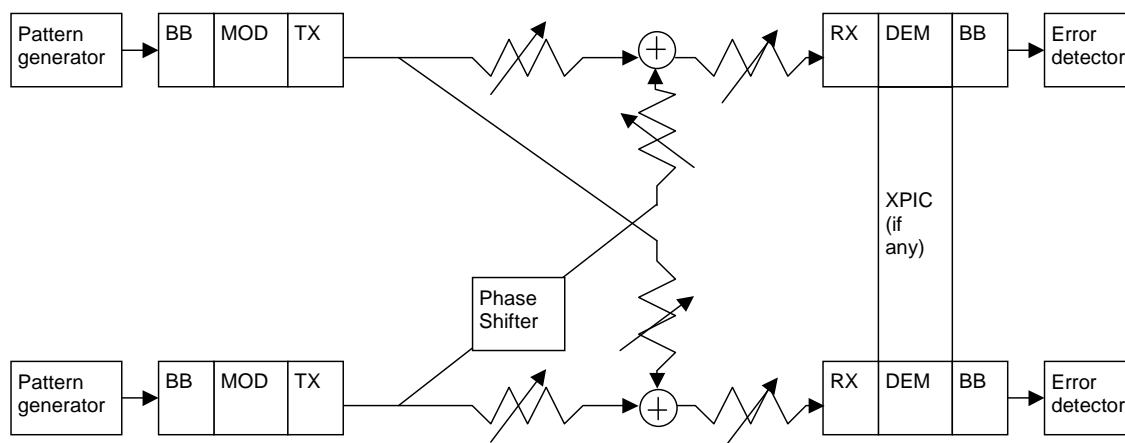 Pattern
generator
BB MOD TX
+
RX DEM BB
Error
detector
XPIC
(if
any)
Phase
Shifter
Pattern
generator
BB MOD TX
+
RX DEM BB
Error
detector